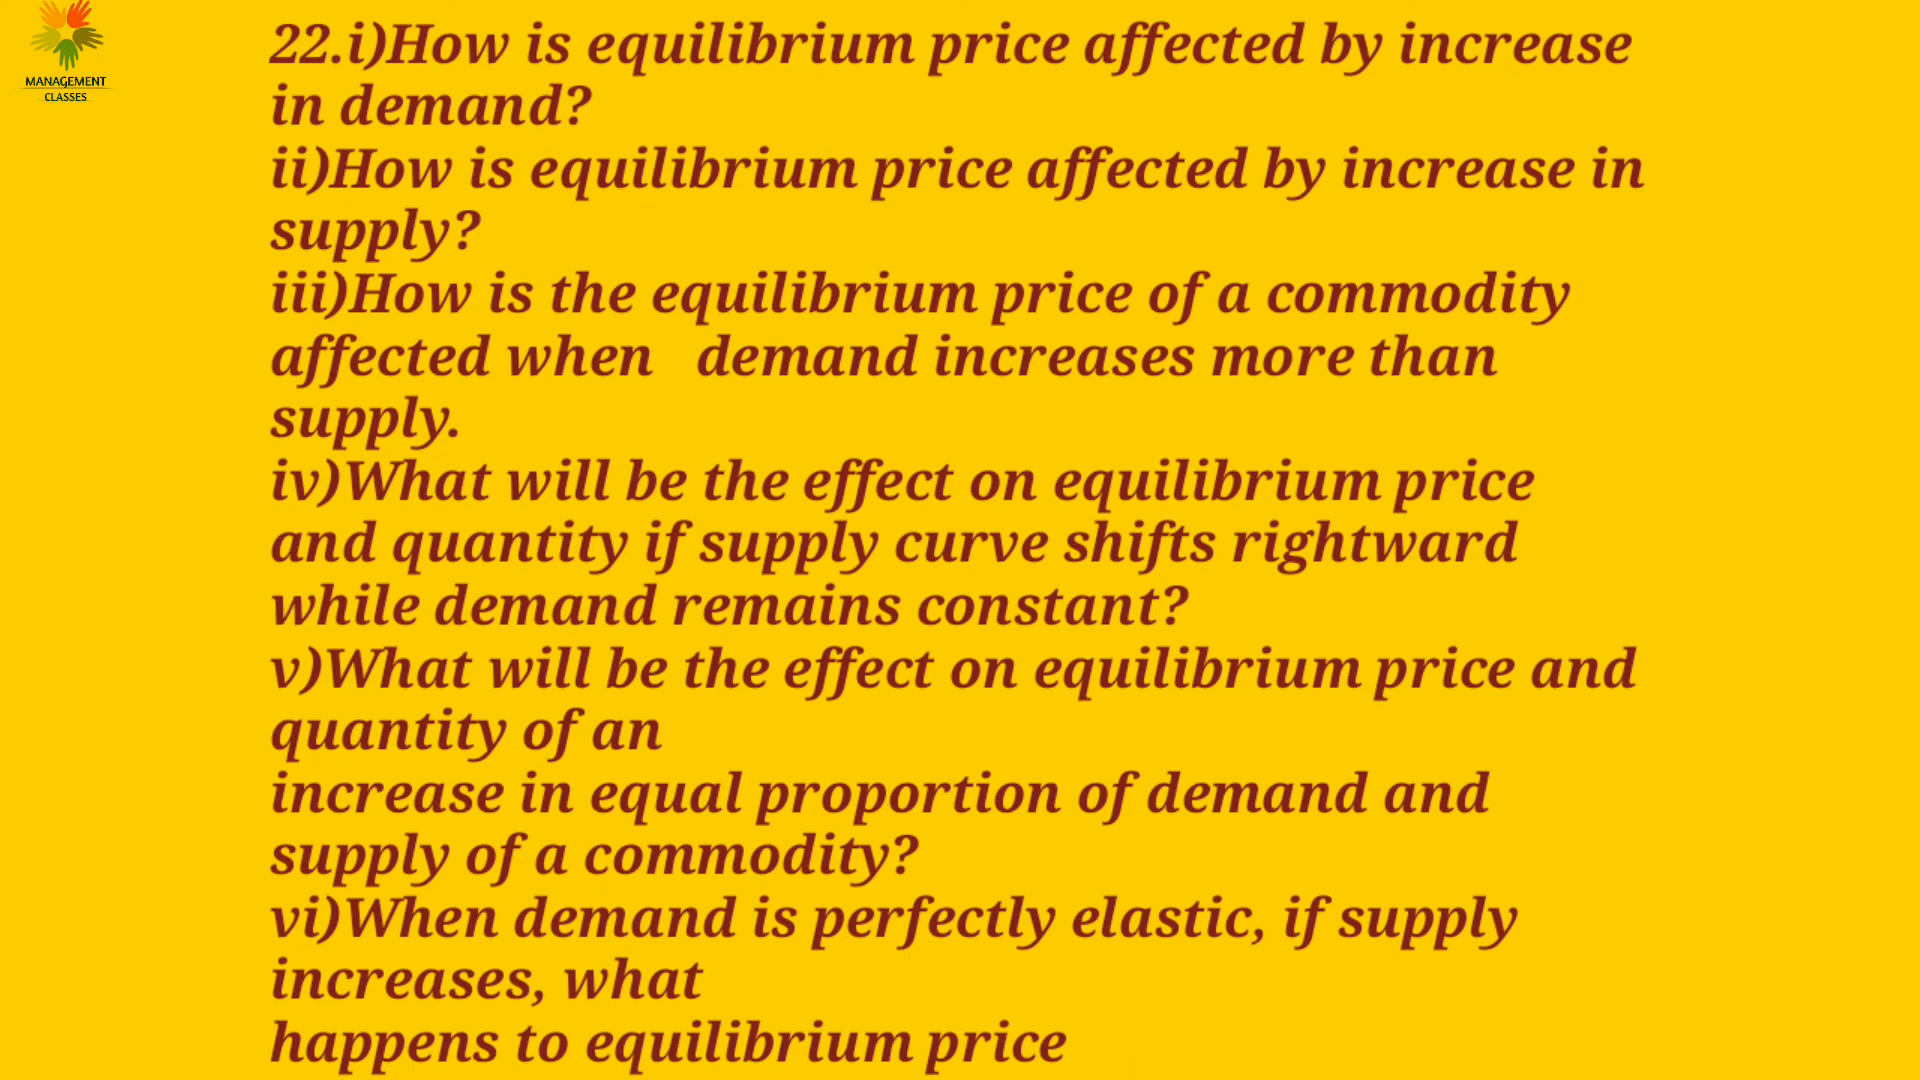 MANAGEMENT
CLASSES
22.i)How is equilibrium price affected by increase
in demand?
ii)How is equilibrium price affected by increase in
supply?
iii)How is the equilibrium price of a commodity
affected when   demand increases more than
supply.
iv)What will be the effect on equilibrium price
and quantity if supply curve shifts rightward
while demand remains constant?
v)What will be the effect on equilibrium price and
quantity of an
increase in equal proportion of demand and
supply of a commodity?
vi)When demand is perfectly elastic, if supply
increases, what
happens to equilibrium price